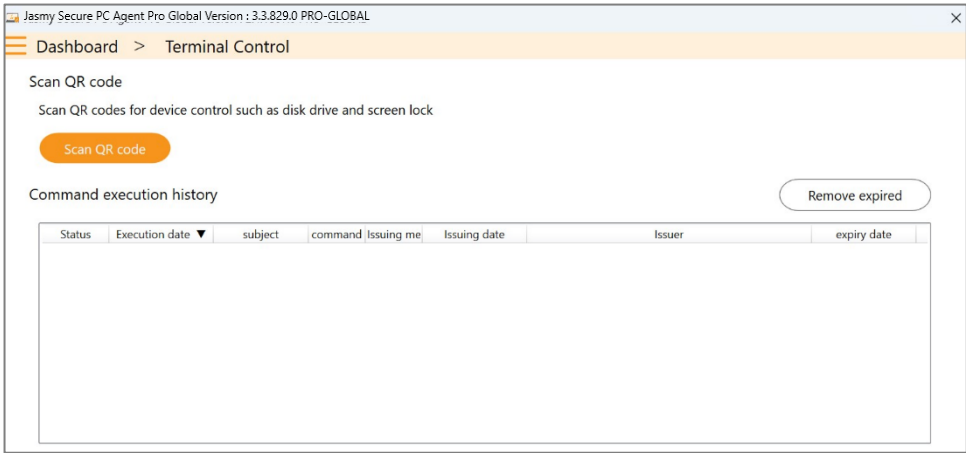 Jasmy Secure PC Agent Pro Global Version : 3.3.829.0 PRO-GLOBAL
Dashboard > Terminal Control
Scan QR code
Scan QR codes for device control such as disk drive and screen lock
Scan QR code
Command execution history
Remove expired
Status Execution date ▼ subject command Issuing me Issuing date Issuer expiry date